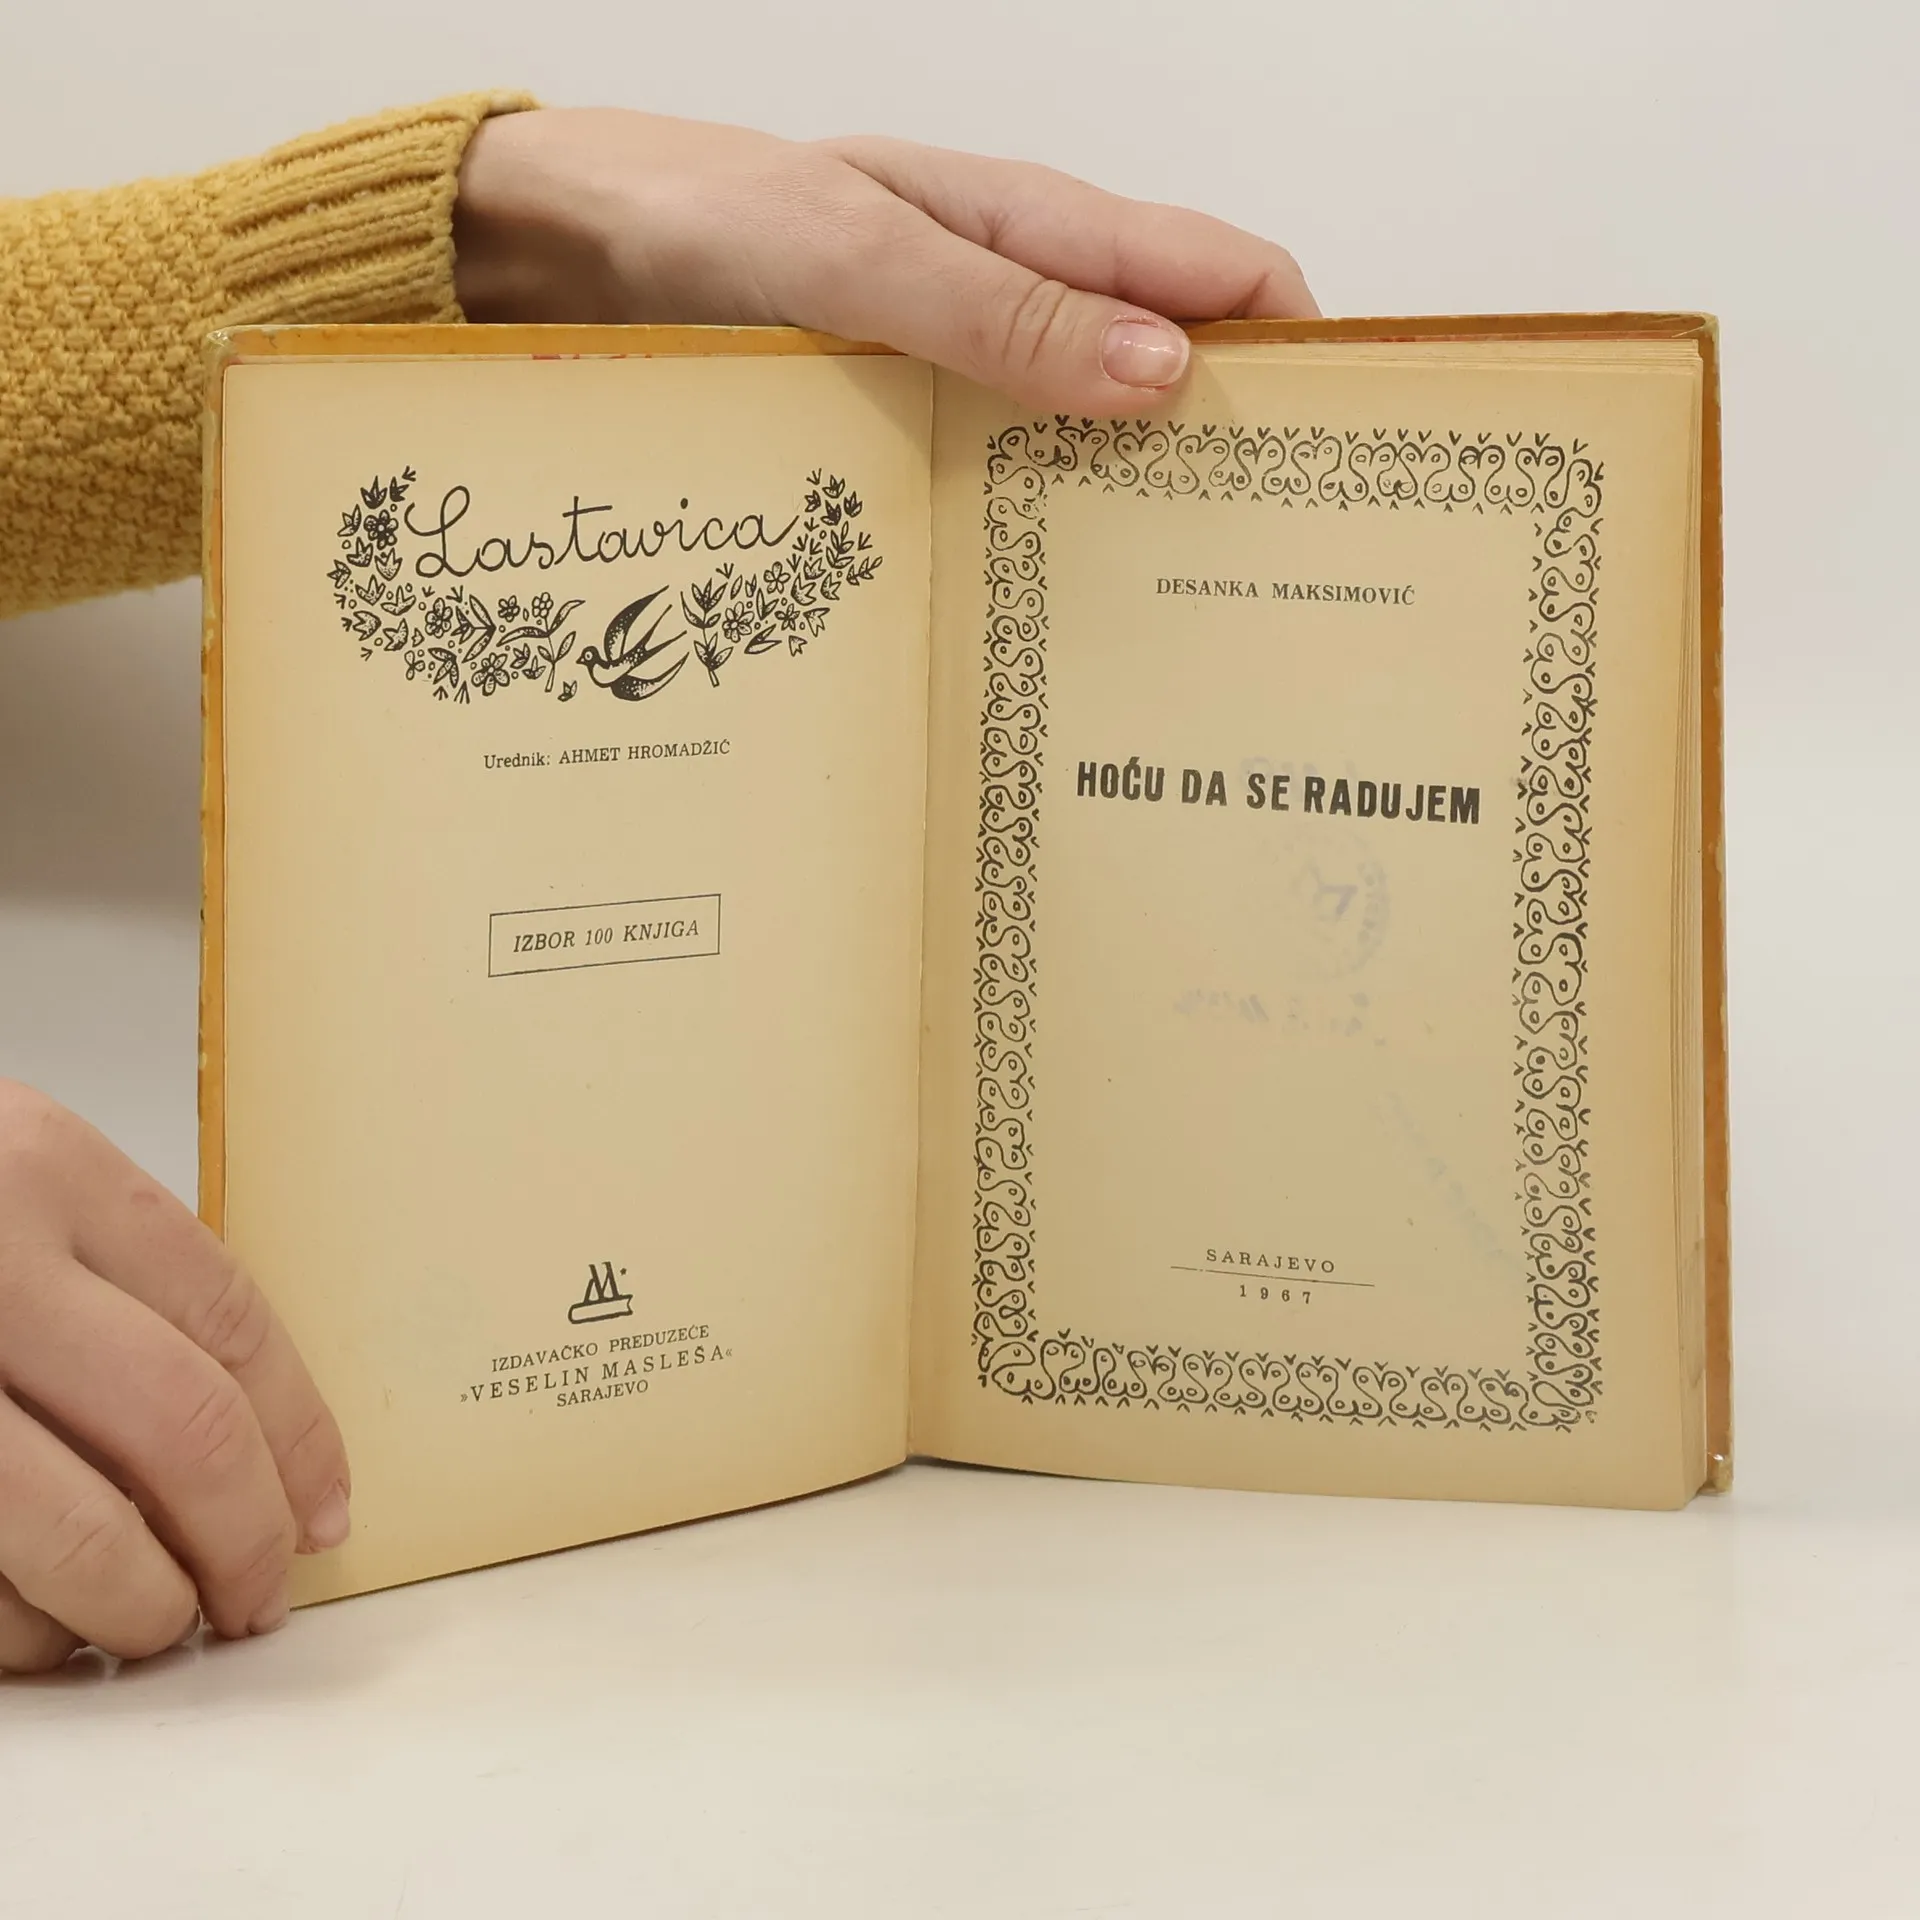 Lastavica
Urednik: AHMET HROMADŽIĆ
IZBOR 100 KNJIGA
IZDAVAČKO PREDUZEĆE
»VESELIN MASLEŠA«
SARAJEVO
DESANKA MAKSIMOVIĆ
HOĆU DA SE RADUJEM
SARAJEVO
1967